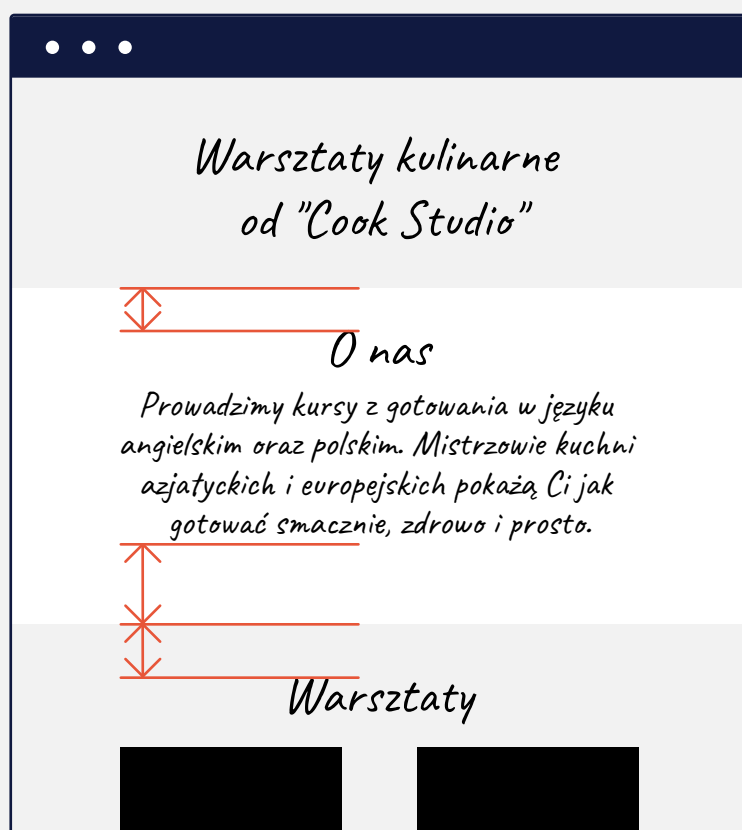 Warsztaty kulinarne
od "Cook Studio"
O nas
Prowadzimy kursy z gotowania w języku
angielskim oraz polskim. Mistrzowie kuchni
azjatyckich i europejskich pokażą Ci jak
gotować smacznie, zdrowo i prosto.
Warsztaty